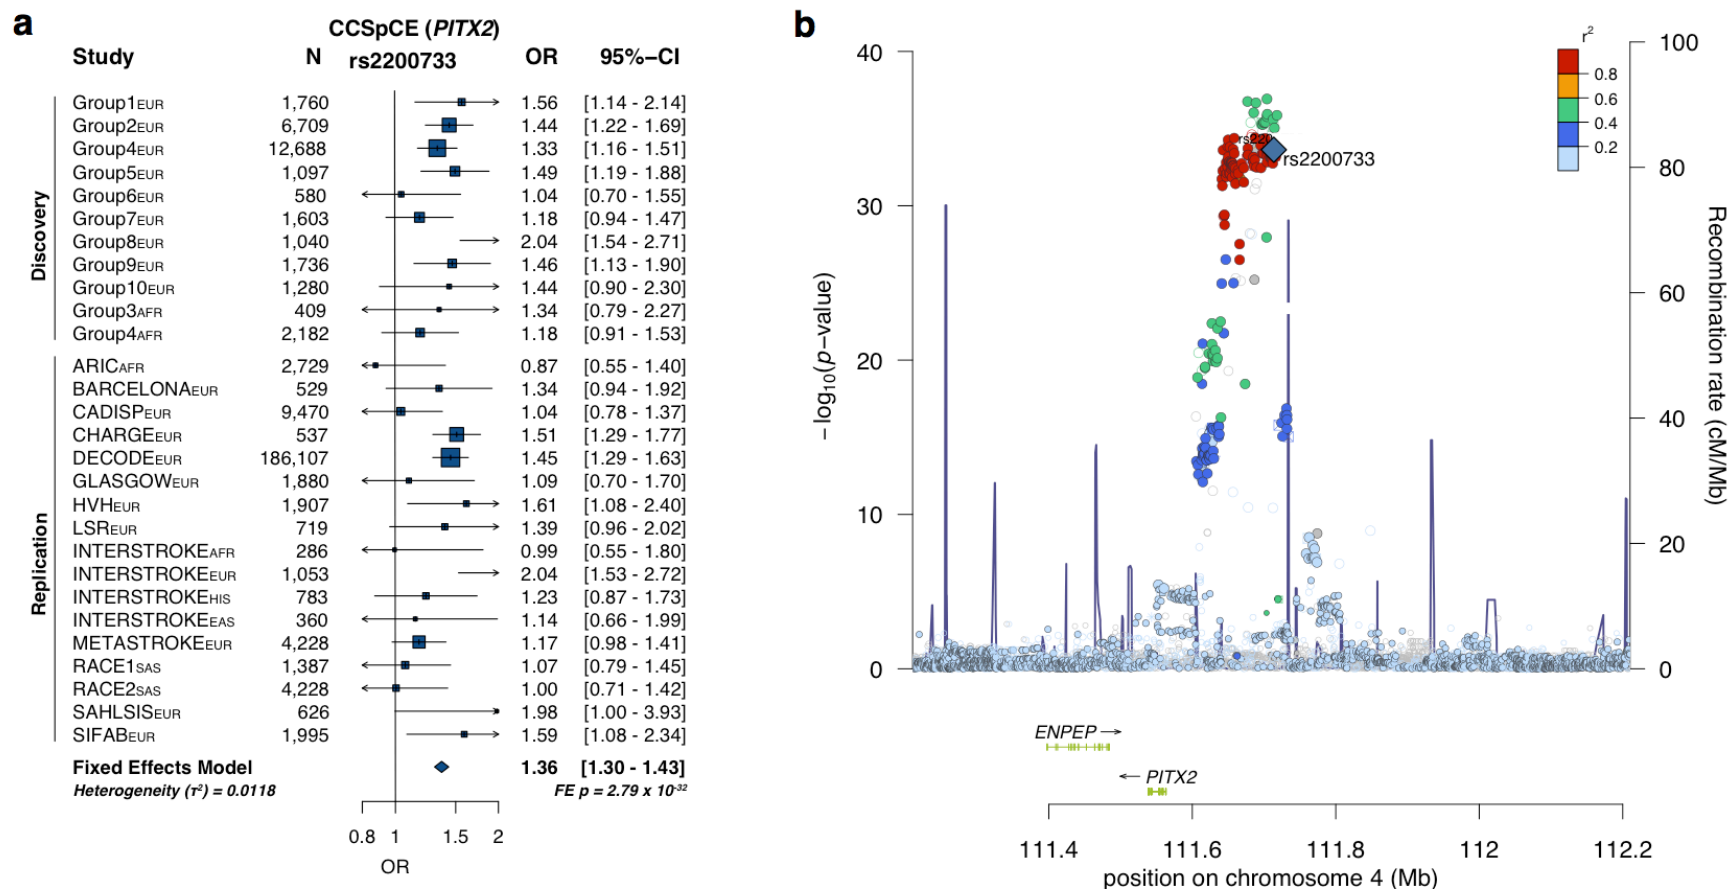 a
CCSpCE (PITX2)
Study N rs2200733 OR 95%−CI
Discovery
Group1EUR 1,760 1.56 [1.14 - 2.14]
Group2EUR 6,709 1.44 [1.22 - 1.69]
Group4EUR 12,688 1.33 [1.16 - 1.51]
Group5EUR 1,097 1.49 [1.19 - 1.88]
Group6EUR 580 1.04 [0.70 - 1.55]
Group7EUR 1,603 1.18 [0.94 - 1.47]
Group8EUR 1,040 2.04 [1.54 - 2.71]
Group9EUR 1,736 1.46 [1.13 - 1.90]
Group10EUR 1,280 1.44 [0.90 - 2.30]
Group3AFR 409 1.34 [0.79 - 2.27]
Group4AFR 2,182 1.18 [0.91 - 1.53]
Replication
ARICAFR 2,729 0.87 [0.55 - 1.40]
BARCELONAEUR 529 1.34 [0.94 - 1.92]
CADISPEUR 9,470 1.04 [0.78 - 1.37]
CHARGEEUR 537 1.51 [1.29 - 1.77]
DECODEEUR 186,107 1.45 [1.29 - 1.63]
GLASGOWEUR 1,880 1.09 [0.70 - 1.70]
HVHEUR 1,907 1.61 [1.08 - 2.40]
LSREUR 719 1.39 [0.96 - 2.02]
INTERSTROKEAFR 286 0.99 [0.55 - 1.80]
INTERSTROKEEUR 1,053 2.04 [1.53 - 2.72]
INTERSTROKEHIS 783 1.23 [0.87 - 1.73]
INTERSTROKEEAS 360 1.14 [0.66 - 1.99]
METASTROKEEUR 4,228 1.17 [0.98 - 1.41]
RACE1SAS 1,387 1.07 [0.79 - 1.45]
RACE2SAS 4,228 1.00 [0.71 - 1.42]
SAHLSISEUR 626 1.98 [1.00 - 3.93]
SIFABEUR 1,995 1.59 [1.08 - 2.34]
Fixed Effects Model 1.36 [1.30 - 1.43]
Heterogeneity (τ²) = 0.0118 FE p = 2.79 x 10⁻³²
0.8 1 1.5 2
OR
b
−log₁₀(p−value)
40
30
20
10
0
r²
0.8
0.6
0.4
0.2
rs2200733
100
80
60
40
20
0
Recombination rate (cM/Mb)
ENPEP
PITX2
111.4 111.6 111.8 112 112.2
position on chromosome 4 (Mb)